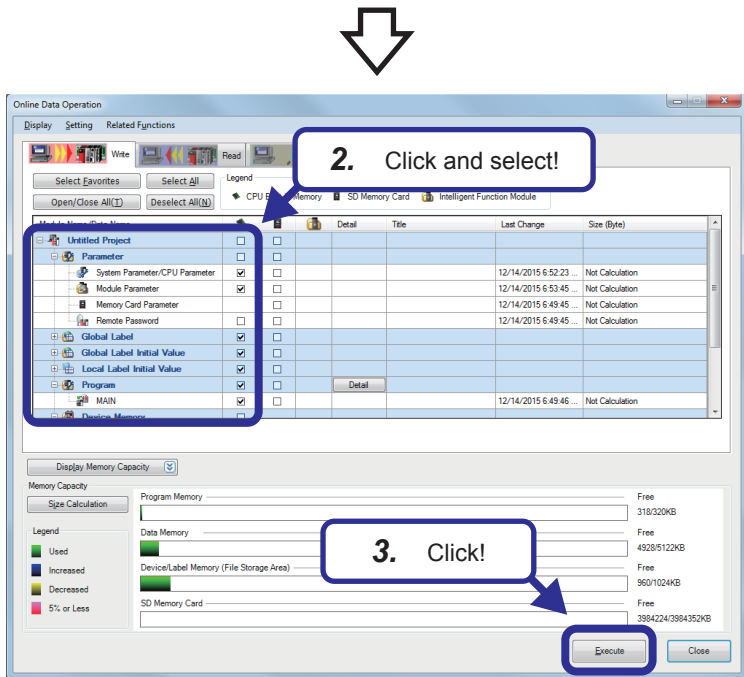 Online Data Operation
Display Setting Related Functions
Write Read
2. Click and select!
Select Favorites Select All Legend
CPU B Memory SD Memory Card Intelligent Function Module
Open/Close All(T) Deselect All(N)
Module Name/Data Name Detail Title Last Change Size (Byte)
Untitled Project
Parameter
System Parameter/CPU Parameter 12/14/2015 6:52:23 ... Not Calculation
Module Parameter 12/14/2015 6:53:45 ... Not Calculation
Memory Card Parameter 12/14/2015 6:49:45 ... Not Calculation
Remote Password 12/14/2015 6:49:45 ... Not Calculation
Global Label
Global Label Initial Value
Local Label Initial Value
Program Detail
MAIN 12/14/2015 6:49:46 ... Not Calculation
Device Memory
Display Memory Capacity
Memory Capacity
Size Calculation
Program Memory Free
318/320KB
Legend
Used
Increased
Decreased
5% or Less
Data Memory Free
4928/5122KB
3. Click!
Device/Label Memory (File Storage Area) Free
960/1024KB
SD Memory Card Free
3984224/3984352KB
Execute Close